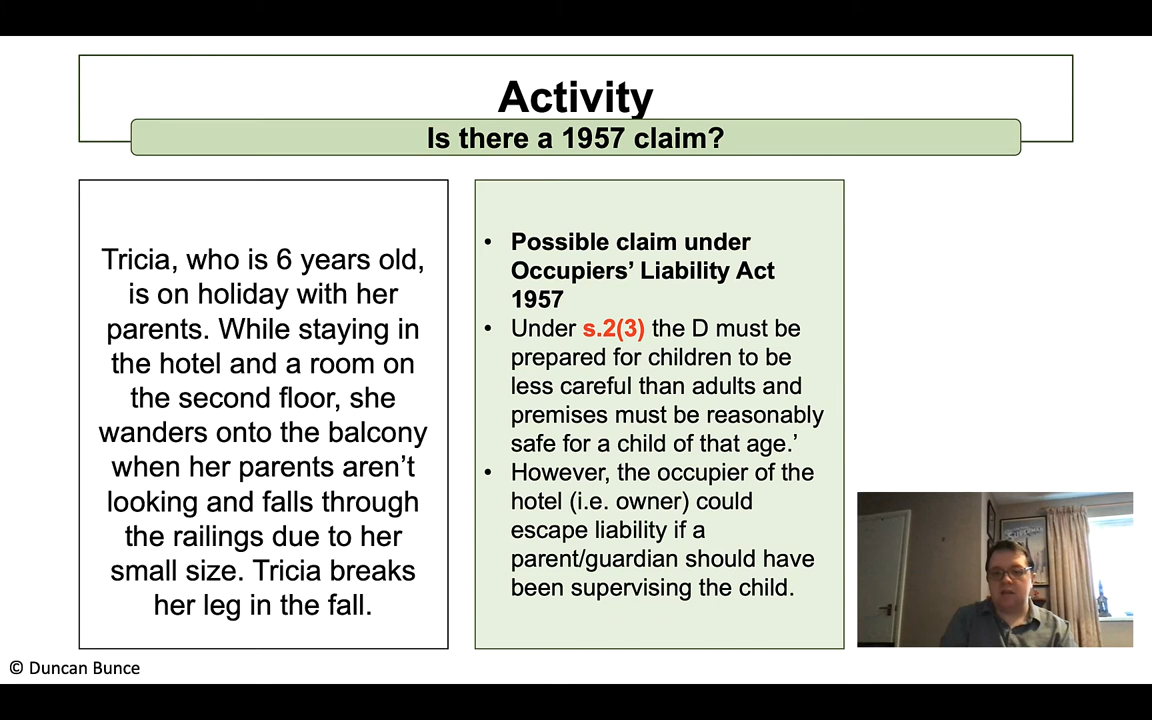 Activity
Is there a 1957 claim?
Tricia, who is 6 years old,
is on holiday with her
parents. While staying in
the hotel and a room on
the second floor, she
wanders onto the balcony
when her parents aren’t
looking and falls through
the railings due to her
small size. Tricia breaks
her leg in the fall.
• Possible claim under
Occupiers’ Liability Act
1957
• Under s.2(3) the D must be
prepared for children to be
less careful than adults and
premises must be reasonably
safe for a child of that age.’
• However, the occupier of the
hotel (i.e. owner) could
escape liability if a
parent/guardian should have
been supervising the child.
© Duncan Bunce